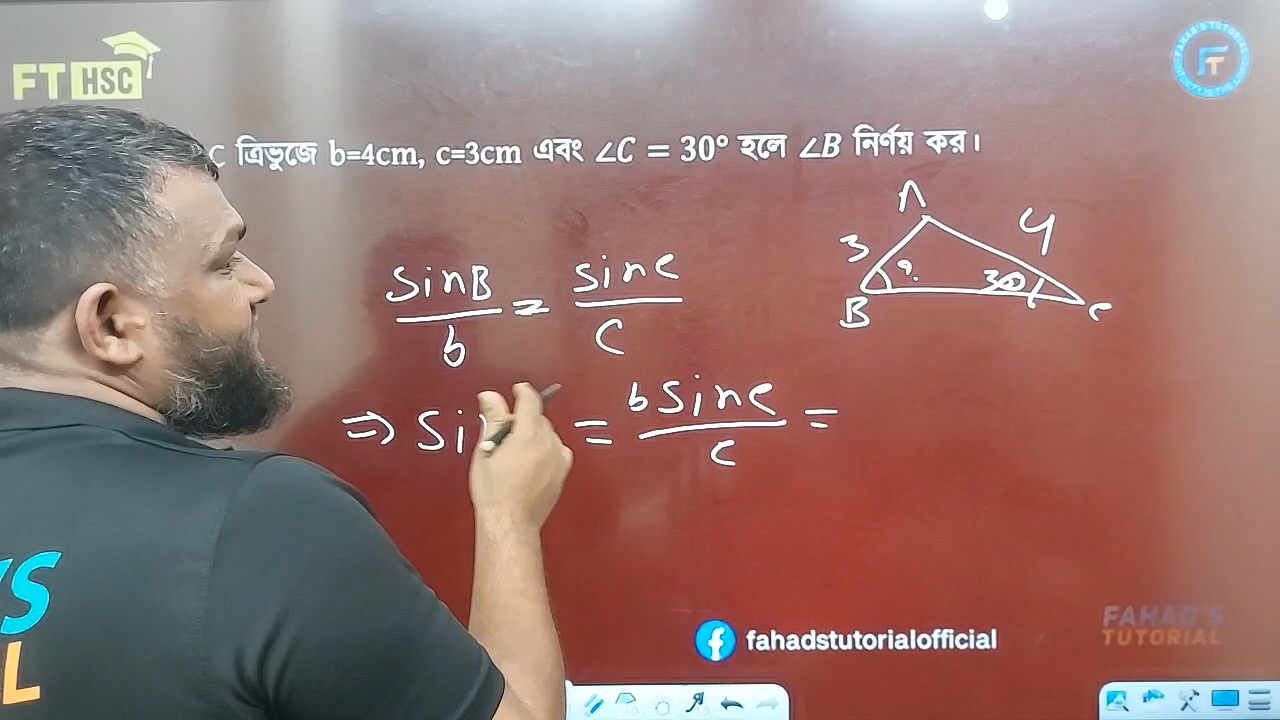 FT HSC
C ত্রিভুজে b=4cm, c=3cm এবং ∠C = 30° হলে ∠B নির্ণয় কর।
A
3
4
?
30
B
C
sinB/b = sinC/C
⇒ Si = bsinC/c =
FAHAD'S
TUTORIAL
fahadstutorialofficial
S
L